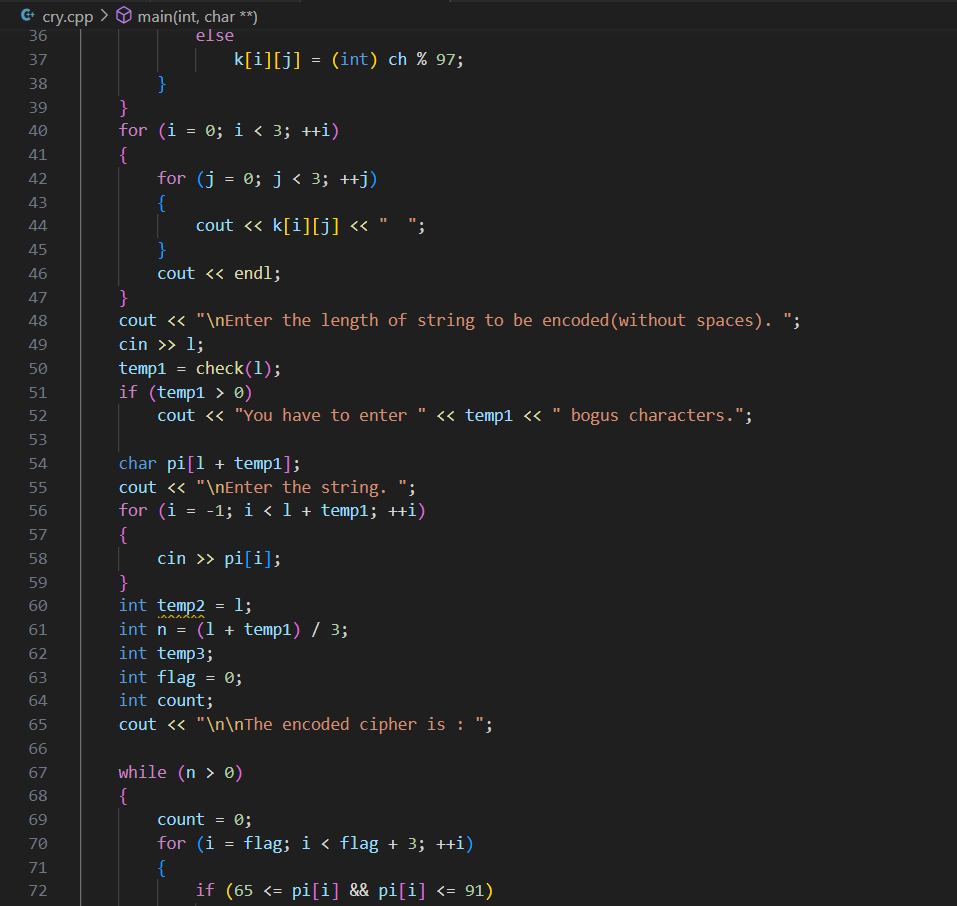 cry.cpp > main(int, char **)
36 else
37 k[i][j] = (int) ch % 97;
38 }
39 }
40 for (i = 0; i < 3; ++i)
41 {
42 for (j = 0; j < 3; ++j)
43 {
44 cout << k[i][j] << "  ";
45 }
46 cout << endl;
47 }
48 cout << "\nEnter the length of string to be encoded(without spaces). ";
49 cin >> l;
50 temp1 = check(l);
51 if (temp1 > 0)
52 cout << "You have to enter " << temp1 << " bogus characters.";
53
54 char pi[l + temp1];
55 cout << "\nEnter the string. ";
56 for (i = -1; i < l + temp1; ++i)
57 {
58 cin >> pi[i];
59 }
60 int temp2 = l;
61 int n = (l + temp1) / 3;
62 int temp3;
63 int flag = 0;
64 int count;
65 cout << "\n\nThe encoded cipher is : ";
66
67 while (n > 0)
68 {
69 count = 0;
70 for (i = flag; i < flag + 3; ++i)
71 {
72 if (65 <= pi[i] && pi[i] <= 91)